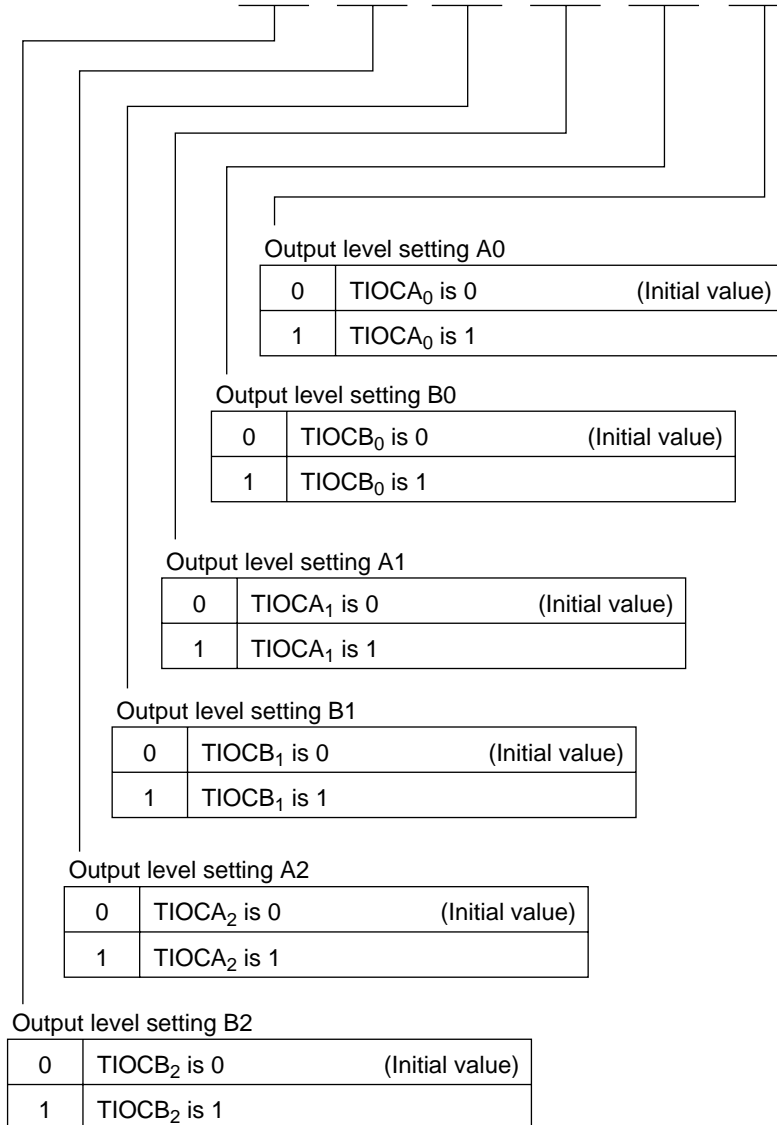 Output level setting A0
0 TIOCA₀ is 0 (Initial value)
1 TIOCA₀ is 1
Output level setting B0
0 TIOCB₀ is 0 (Initial value)
1 TIOCB₀ is 1
Output level setting A1
0 TIOCA₁ is 0 (Initial value)
1 TIOCA₁ is 1
Output level setting B1
0 TIOCB₁ is 0 (Initial value)
1 TIOCB₁ is 1
Output level setting A2
0 TIOCA₂ is 0 (Initial value)
1 TIOCA₂ is 1
Output level setting B2
0 TIOCB₂ is 0 (Initial value)
1 TIOCB₂ is 1